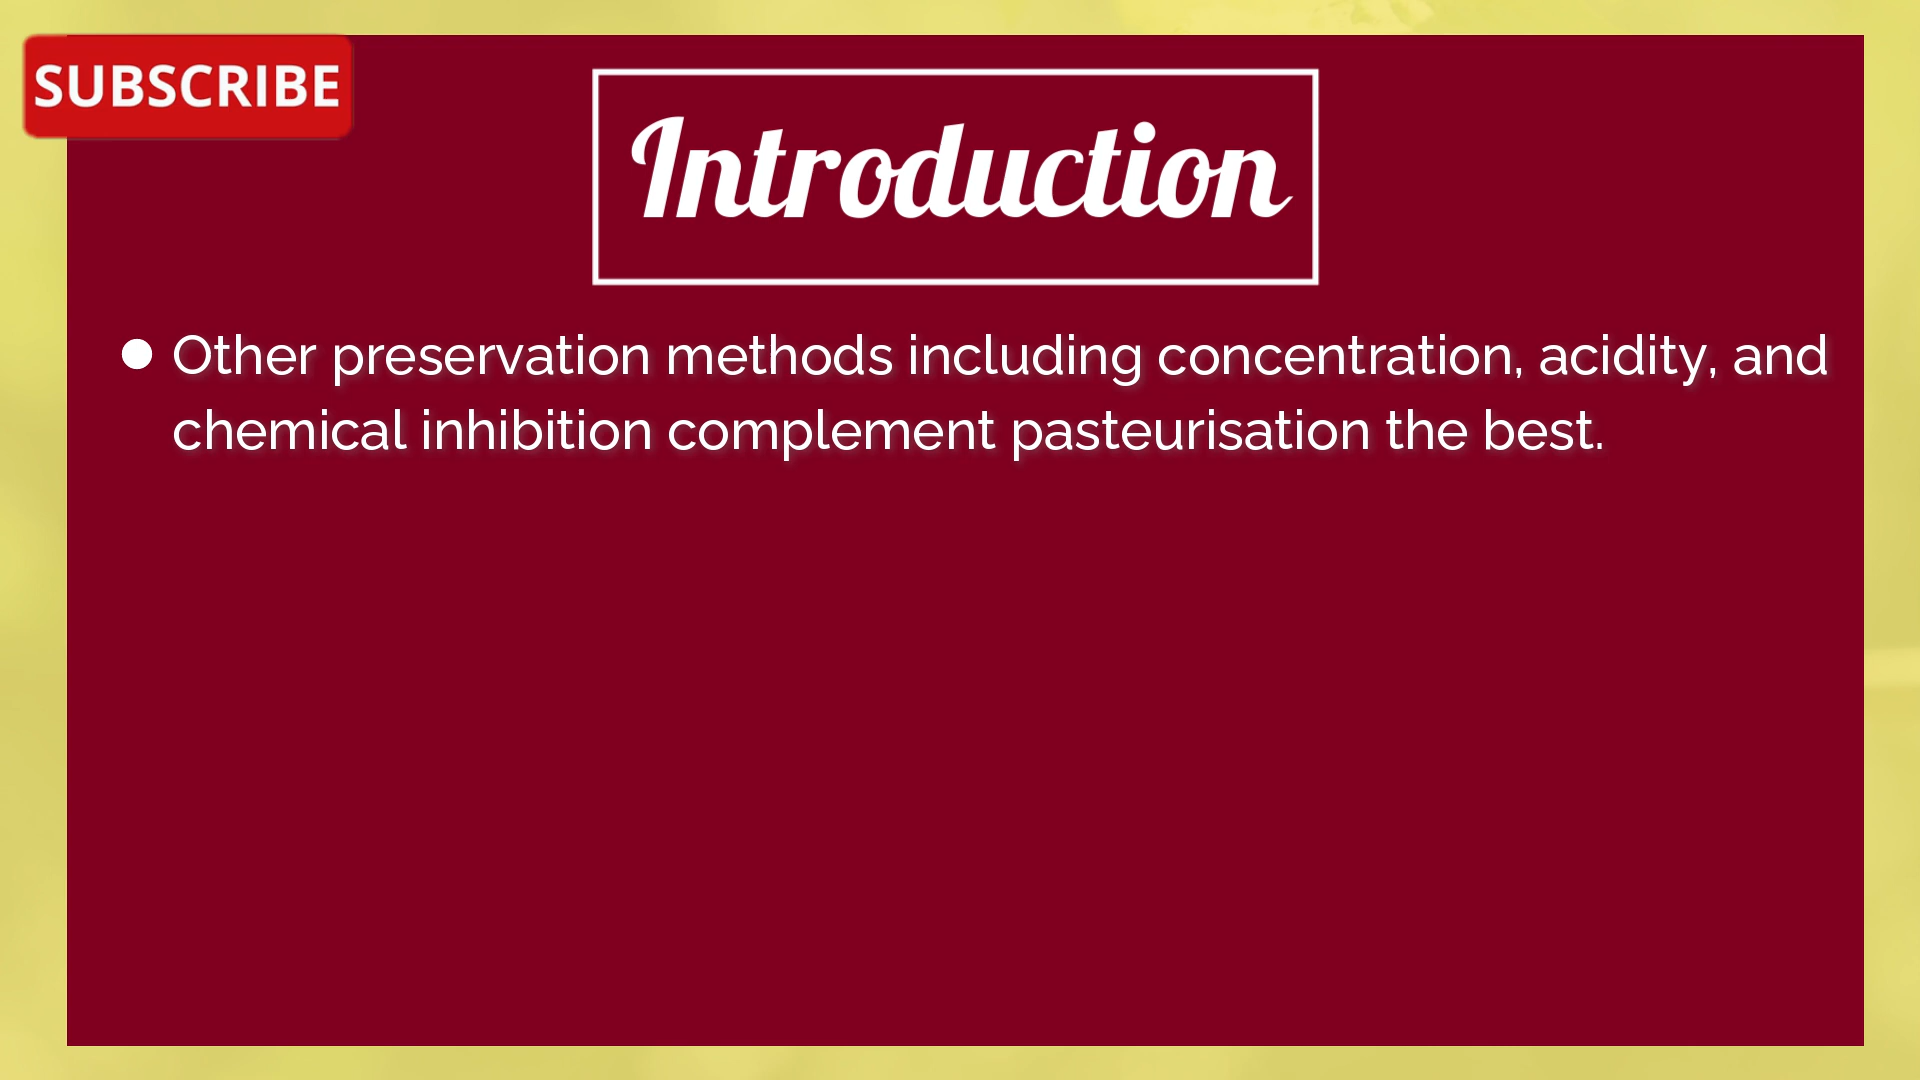 SUBSCRIBE
Introduction
Other preservation methods including concentration, acidity, and
chemical inhibition complement pasteurisation the best.